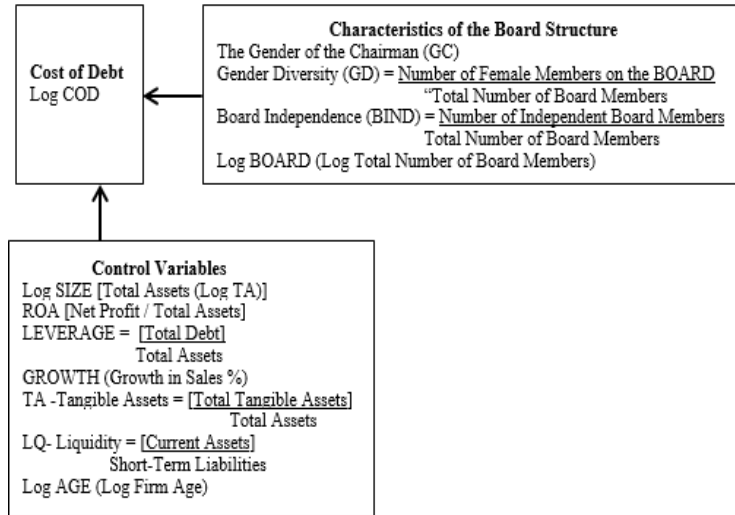 Cost of Debt
Log COD
Characteristics of the Board Structure
The Gender of the Chairman (GC)
Gender Diversity (GD) = Number of Female Members on the BOARD
“Total Number of Board Members
Board Independence (BIND) = Number of Independent Board Members
Total Number of Board Members
Log BOARD (Log Total Number of Board Members)
Control Variables
Log SIZE [Total Assets (Log TA)]
ROA [Net Profit / Total Assets]
LEVERAGE = [Total Debt]
Total Assets
GROWTH (Growth in Sales %)
TA -Tangible Assets = [Total Tangible Assets]
Total Assets
LQ- Liquidity = [Current Assets]
Short-Term Liabilities
Log AGE (Log Firm Age)